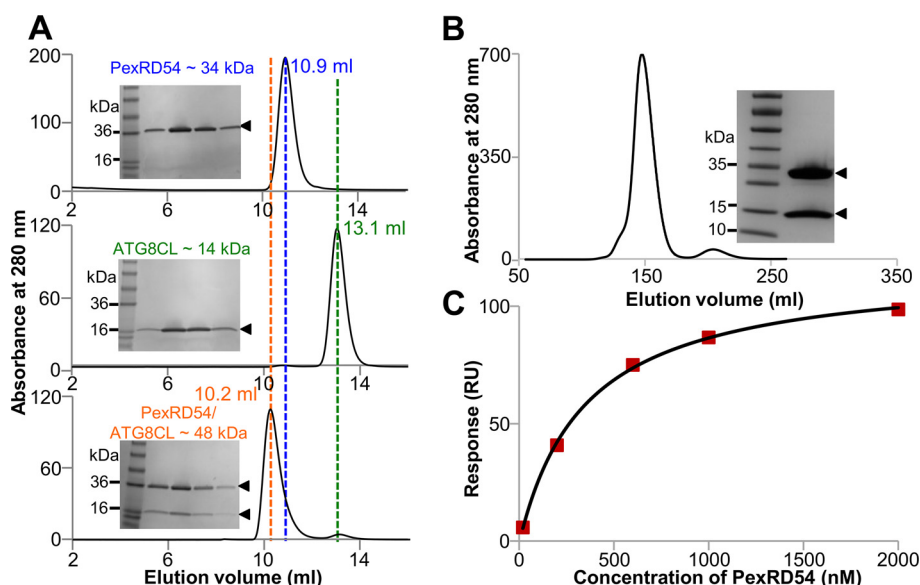 A
Absorbance at 280 nm
200
100
0
2
6
10
14
PexRD54 ~ 34 kDa
10.9 ml
kDa
36
16
120
60
0
2
6
10
14
ATG8CL ~ 14 kDa
13.1 ml
kDa
36
16
120
60
0
2
6
10
14
10.2 ml
PexRD54/
ATG8CL ~ 48 kDa
kDa
36
16
Elution volume (ml)
B
Absorbance at 280 nm
700
350
0
50
150
250
350
Elution volume (ml)
kDa
35
15
10
C
Response (RU)
100
50
0
0
500
1000
1500
2000
Concentration of PexRD54 (nM)